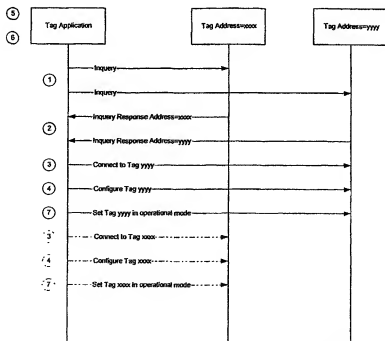 5
6
Tag Application
Tag Address=xxxx
Tag Address=yyyy
1
Inquery
Inquery
2
Inquery Response Address=xxxx
Inquery Response Address=yyyy
3
Connect to Tag yyyy
4
Configure Tag yyyy
7
Set Tag yyyy in operational mode
3
Connect to Tag xxxx
4
Configure Tag xxxx
7
Set Tag xxxx in operational mode